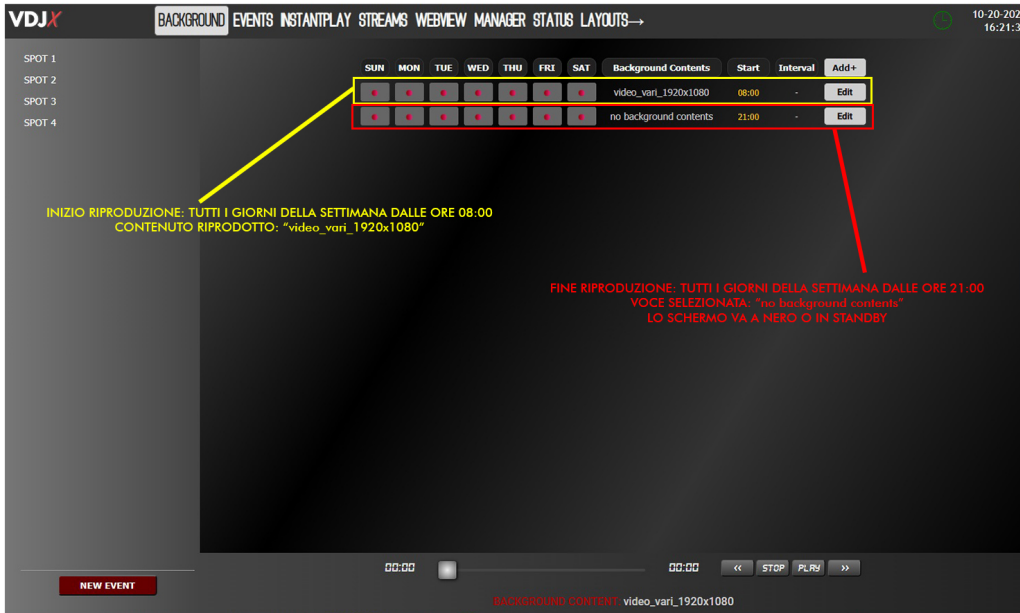 VDJX
BACKGROUND EVENTS INSTANTPLAY STREAMS WEBVIEW MANAGER STATUS LAYOUTS→
10-20-202
16:21:3
SPOT 1
SPOT 2
SPOT 3
SPOT 4
SUN MON TUE WED THU FRI SAT Background Contents Start Interval Add+
video_vari_1920x1080 08:00 - Edit
no background contents 21:00 - Edit
INIZIO RIPRODUZIONE: TUTTI I GIORNI DELLA SETTIMANA DALLE ORE 08:00
CONTENUTO RIPRODOTTO: “video_vari_1920x1080”
FINE RIPRODUZIONE: TUTTI I GIORNI DELLA SETTIMANA DALLE ORE 21:00
VOCE SELEZIONATA: “no background contents”
LO SCHERMO VA A NERO O IN STANDBY
00:00 00:00 << STOP PLAY >>
NEW EVENT
BACKGROUND CONTENT: video_vari_1920x1080